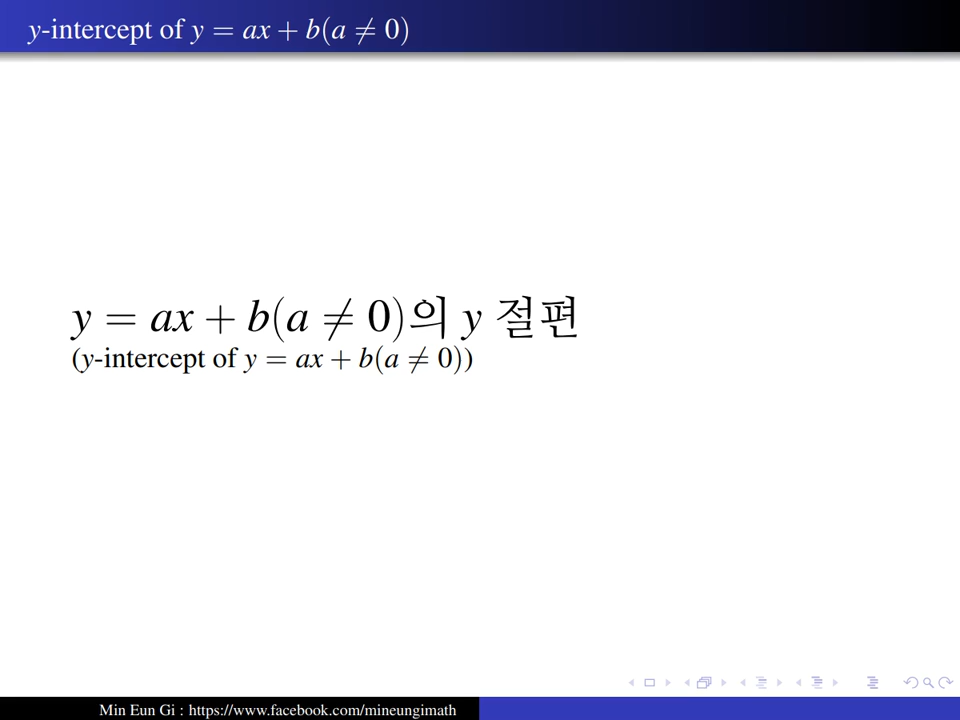 y-intercept of y = ax + b(a ≠ 0)
y = ax + b(a ≠ 0)의 y 절편
(y-intercept of y = ax + b(a ≠ 0))
Min Eun Gi : https://www.facebook.com/mineungimath